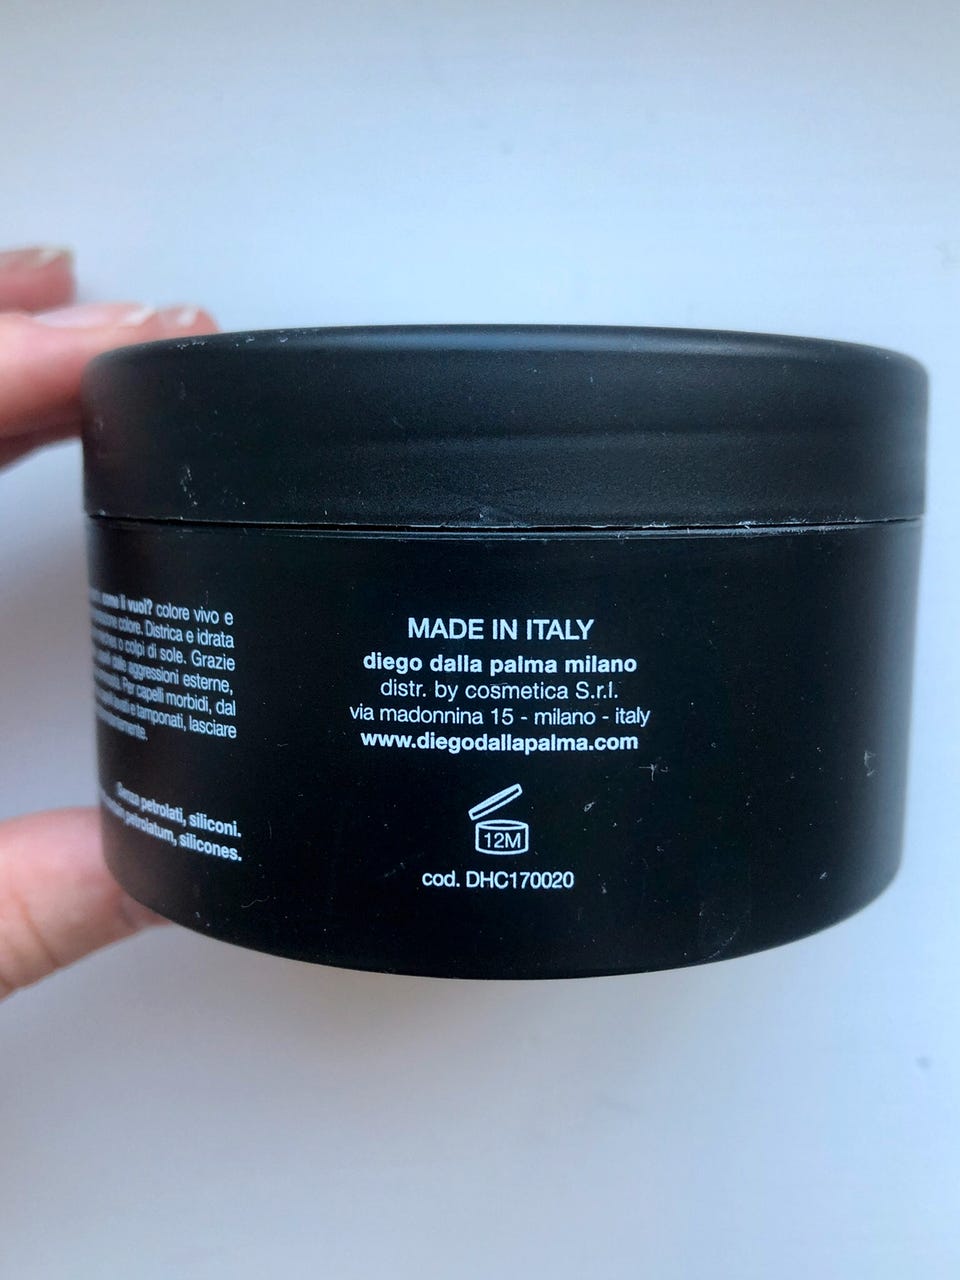 come li vuoi? colore vivo e
colore. Districa e idrata
o colpi di sole. Grazie
aggressioni esterne,
Per capelli morbidi, dal
e tamponati, lasciare
Senza petrolati, siliconi.
petrolatum, silicones.
MADE IN ITALY
diego dalla palma milano
distr. by cosmetica S.r.l.
via madonnina 15 - milano - italy
www.diegodallapalma.com
12M
cod. DHC170020